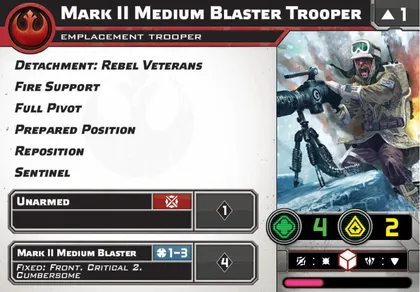 MARK II MEDIUM BLASTER TROOPER
▲1
EMPLACEMENT TROOPER
DETACHMENT: REBEL VETERANS
FIRE SUPPORT
FULL PIVOT
PREPARED POSITION
REPOSITION
SENTINEL
UNARMED
1
4
2
MARK II MEDIUM BLASTER
1-3
4
FIXED: FRONT, CRITICAL 2,
CUMBERSOME